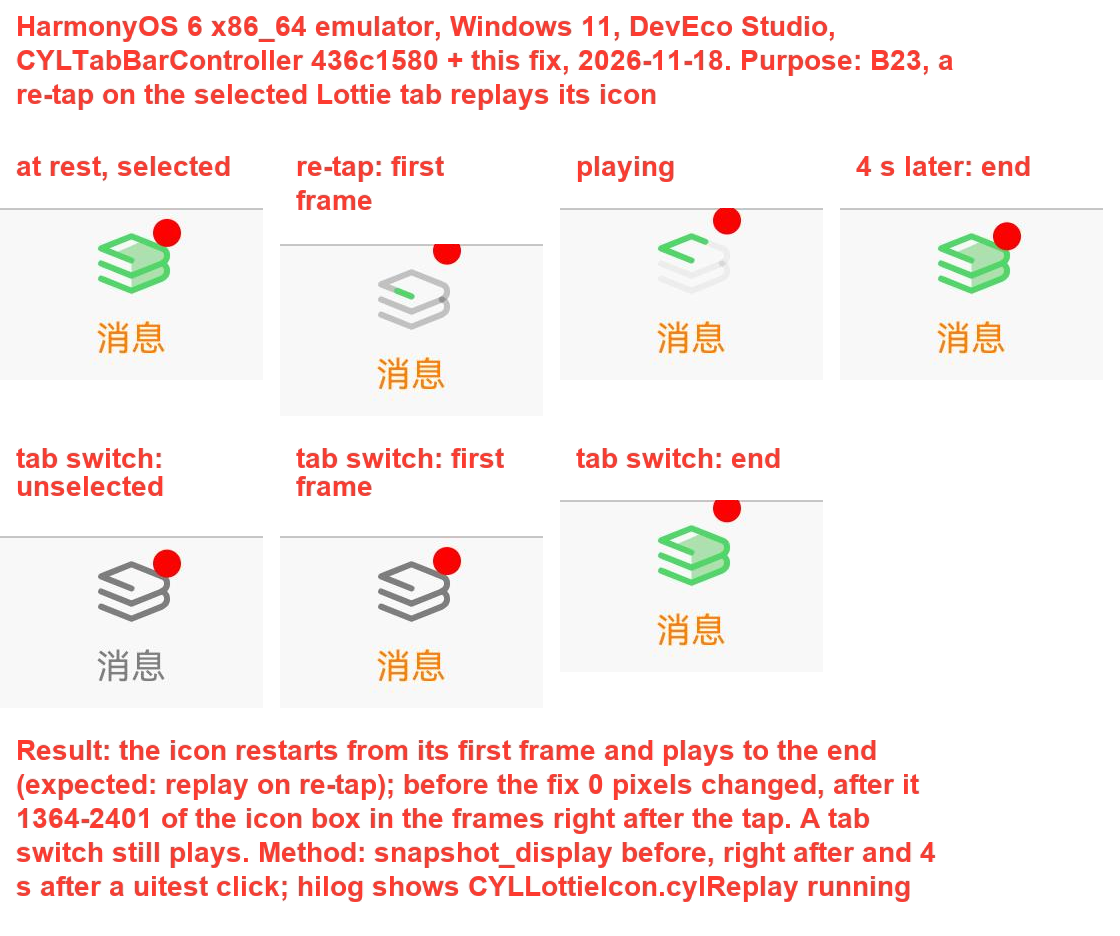 HarmonyOS 6 x86_64 emulator, Windows 11, DevEco Studio,
CYLTabBarController 436c1580 + this fix, 2026-11-18. Purpose: B23, a
re-tap on the selected Lottie tab replays its icon
at rest, selected
re-tap: first
frame
playing
4 s later: end
消息
消息
消息
消息
tab switch:
unselected
tab switch: first
frame
tab switch: end
消息
消息
消息
Result: the icon restarts from its first frame and plays to the end
(expected: replay on re-tap); before the fix 0 pixels changed, after it
1364-2401 of the icon box in the frames right after the tap. A tab
switch still plays. Method: snapshot_display before, right after and 4
s after a uitest click; hilog shows CYLLottieIcon.cylReplay running